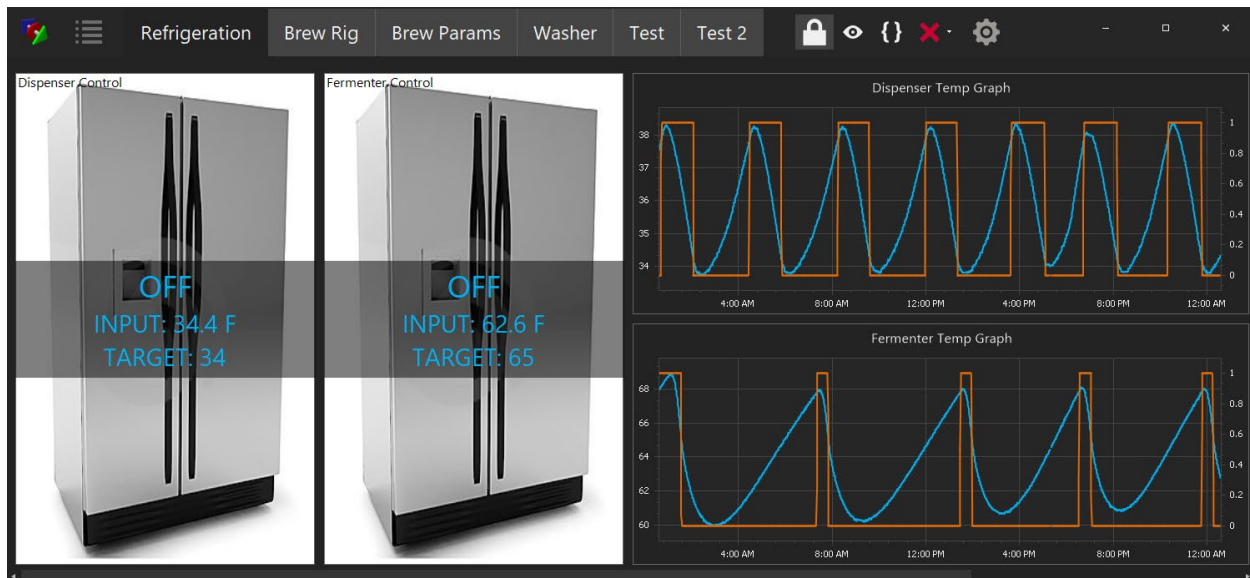 Refrigeration Brew Rig Brew Params Washer Test Test 2 {}
Dispenser Control
OFF
INPUT: 34.4 F
TARGET: 34
Fermenter Control
OFF
INPUT: 62.6 F
TARGET: 65
Dispenser Temp Graph
38
37
36
35
34
1
0.8
0.6
0.4
0.2
0
4:00 AM 8:00 AM 12:00 PM 4:00 PM 8:00 PM 12:00 AM
Fermenter Temp Graph
68
66
64
62
60
1
0.8
0.6
0.4
0.2
0
4:00 AM 8:00 AM 12:00 PM 4:00 PM 8:00 PM 12:00 AM